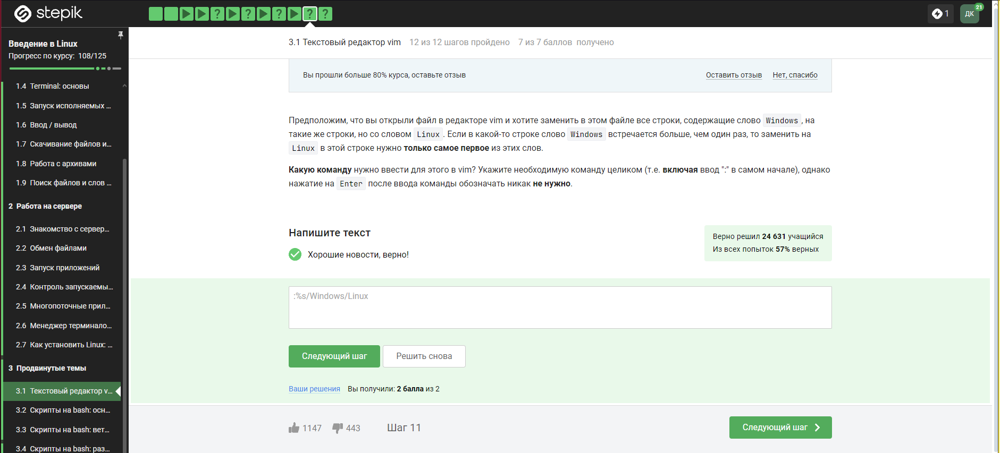 stepik
1
ДК
21
Введение в Linux
Прогресс по курсу: 108/125
1.4 Terminal: основы
1.5 Запуск исполняемых ...
1.6 Ввод / вывод
1.7 Скачивание файлов и...
1.8 Работа с архивами
1.9 Поиск файлов и слов ...
2 Работа на сервере
2.1 Знакомство с сервер...
2.2 Обмен файлами
2.3 Запуск приложений
2.4 Контроль запускаемы...
2.5 Многопоточные прил...
2.6 Менеджер терминало...
2.7 Как установить Linux: ...
3 Продвинутые темы
3.1 Текстовый редактор v...
3.2 Скрипты на bash: осн...
3.3 Скрипты на bash: вет...
3.4 Скрипты на bash: раз...
3.1 Текстовый редактор vim 12 из 12 шагов пройдено 7 из 7 баллов получено
Вы прошли больше 80% курса, оставьте отзыв Оставить отзыв Нет, спасибо
Предположим, что вы открыли файл в редакторе vim и хотите заменить в этом файле все строки, содержащие слово Windows , на
такие же строки, но со словом Linux . Если в какой-то строке слово Windows встречается больше, чем один раз, то заменить на
Linux в этой строке нужно только самое первое из этих слов.
Какую команду нужно ввести для этого в vim? Укажите необходимую команду целиком (т.е. включая ввод ":" в самом начале), однако
нажатие на Enter после ввода команды обозначать никак не нужно.
Напишите текст
Хорошие новости, верно!
Верно решил 24 631 учащийся
Из всех попыток 57% верных
:%s/Windows/Linux
Следующий шаг Решить снова
Ваши решения Вы получили: 2 балла из 2
1147 443 Шаг 11 Следующий шаг